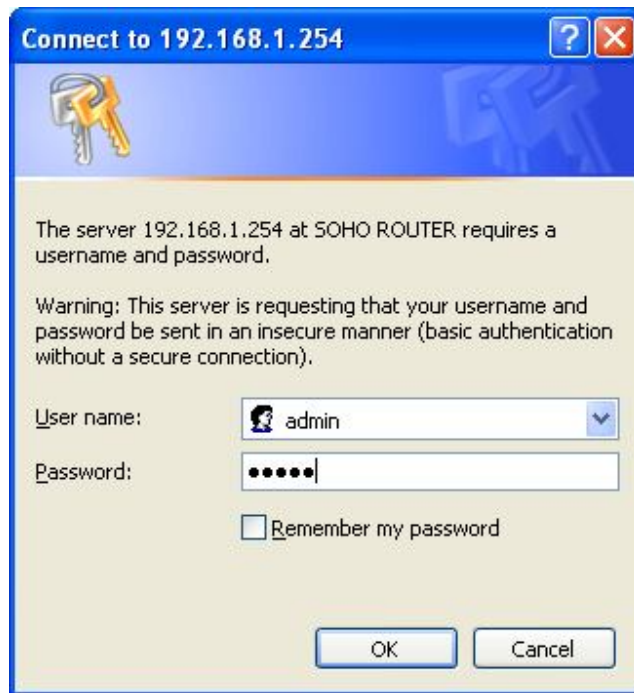 Connect to 192.168.1.254
The server 192.168.1.254 at SOHO ROUTER requires a
username and password.
Warning: This server is requesting that your username and
password be sent in an insecure manner (basic authentication
without a secure connection).
User name: admin
Password: •••••
Remember my password
OK Cancel